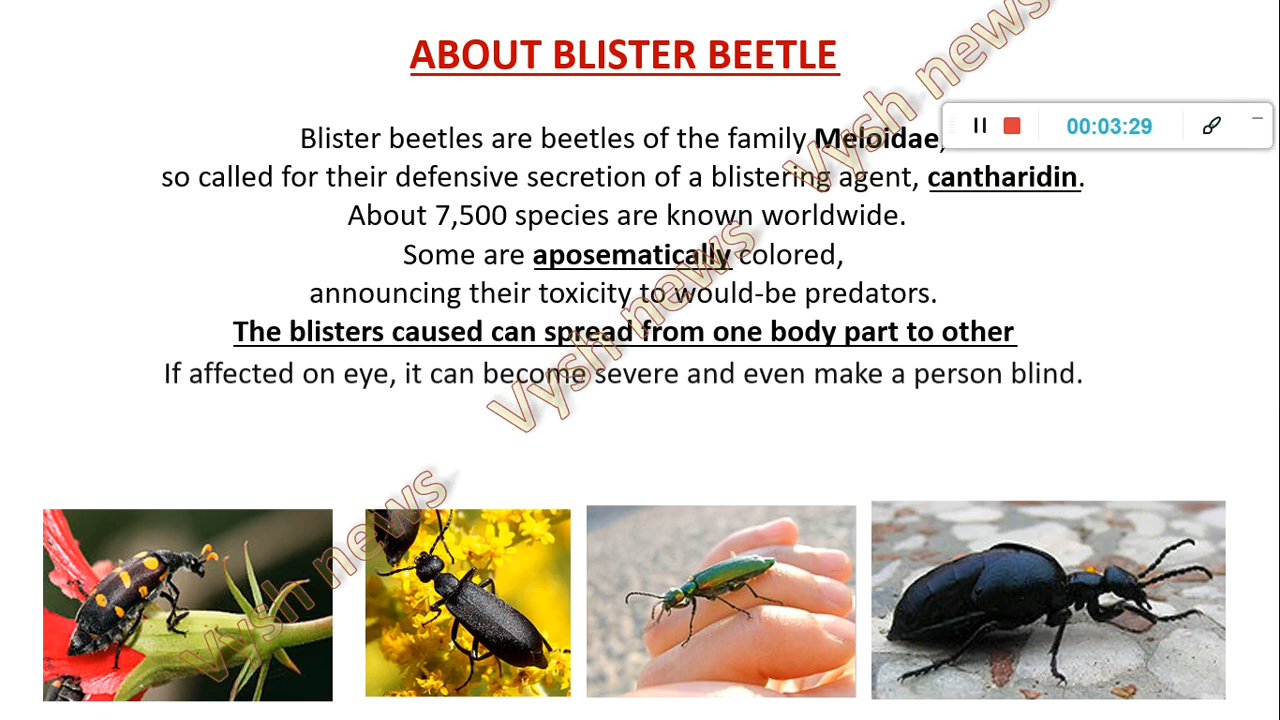 ABOUT BLISTER BEETLE
Blister beetles are beetles of the family Meloidae,
00:03:29
so called for their defensive secretion of a blistering agent, cantharidin.
About 7,500 species are known worldwide.
Some are aposematically colored,
announcing their toxicity to would-be predators.
The blisters caused can spread from one body part to other
If affected on eye, it can become severe and even make a person blind.
Vysh news
Vysh news
Vysh news